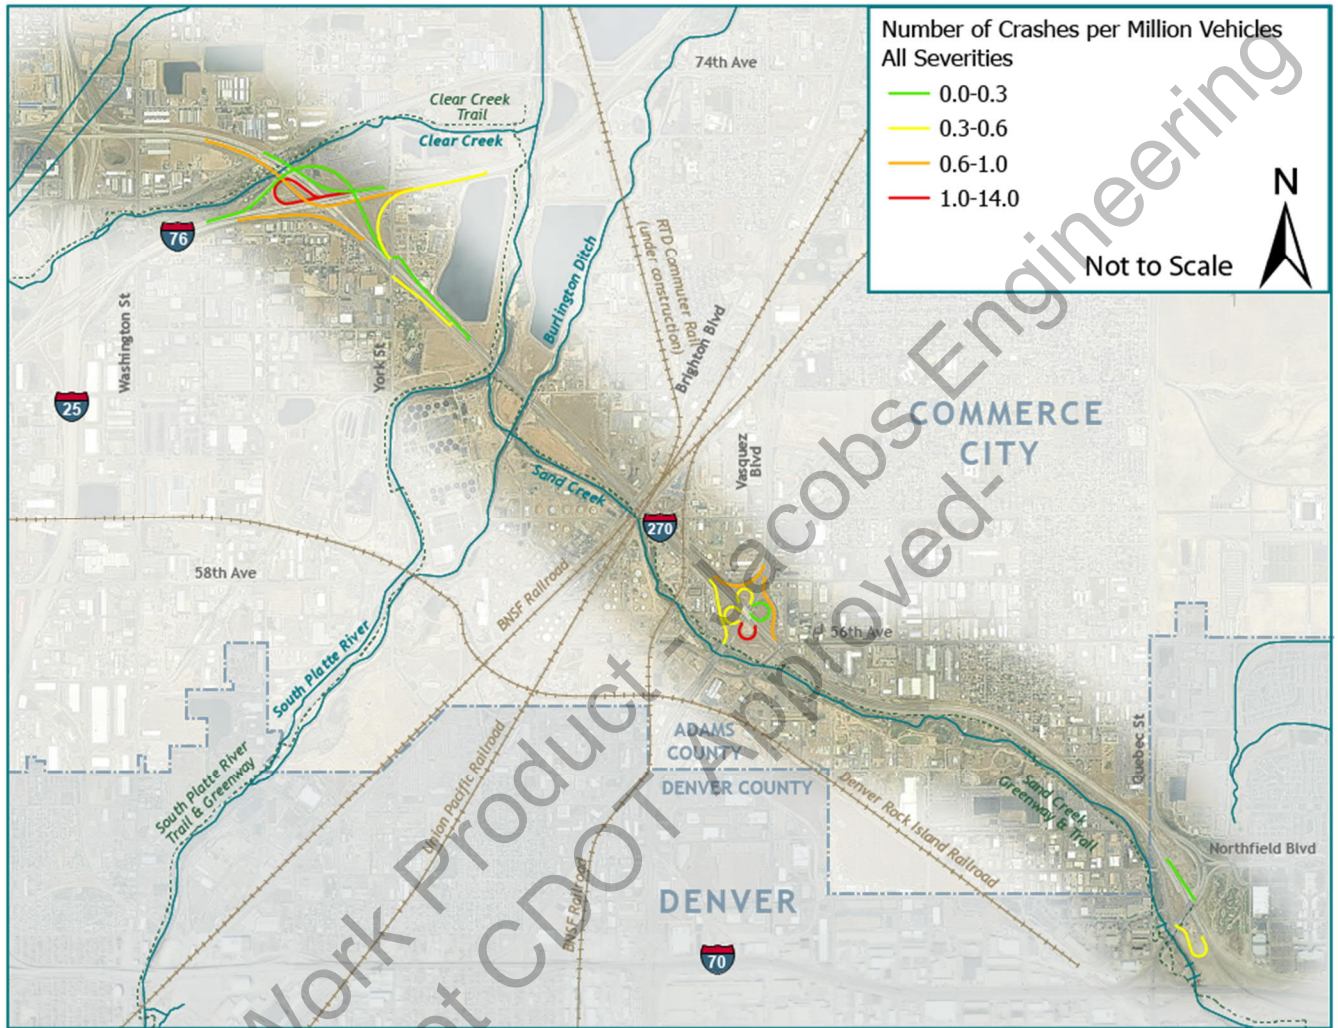 Number of Crashes per Million Vehicles
All Severities
0.0-0.3
0.3-0.6
0.6-1.0
1.0-14.0
N
Not to Scale
74th Ave
Clear Creek
Trail
Clear Creek
76
RTD Commuter Rail
(under construction)
Burlington Ditch
Brighton Blvd
Washington St
York St
25
COMMERCE
CITY
Vasquez
Blvd
Sand Creek
270
58th Ave
BNSF Railroad
56th Ave
South Platte River
South Platte River
Trail & Greenway
Union Pacific Railroad
ADAMS
COUNTY
DENVER COUNTY
Quebec St
Sand Creek
Greenway & Trail
Denver Rock Island Railroad
Northfield Blvd
BNSF Railroad
DENVER
70
Work Product - Jacobs Engineering
CDOT Approved-